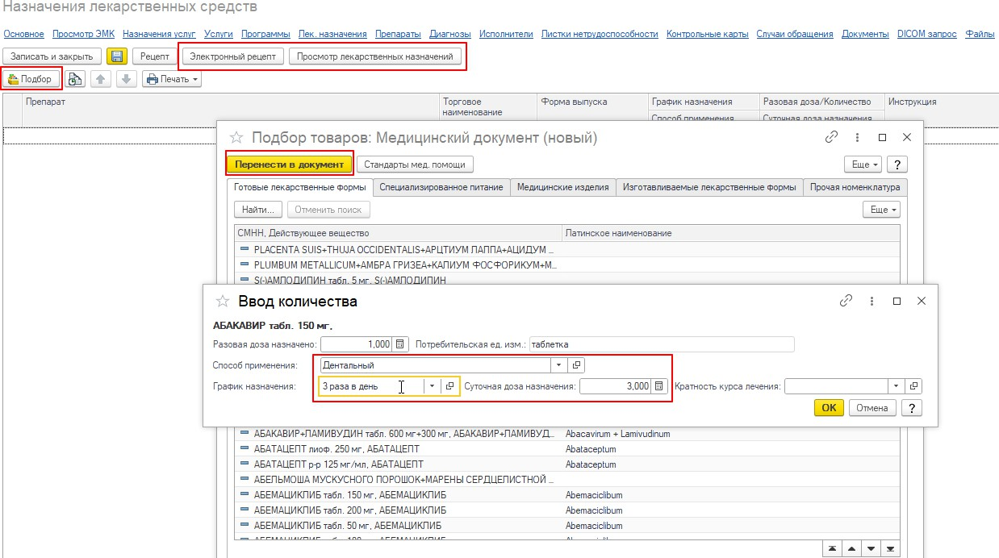 Назначения лекарственных средств
Основное Просмотр ЭМК Назначения услуг Услуги Программы Лек. назначения Препараты Диагнозы Исполнители Листки нетрудоспособности Контрольные карты Случаи обращения Документы DICOM запрос Файлы
Записать и закрыть Рецепт Электронный рецепт Просмотр лекарственных назначений
Подбор Печать
Препарат Торговое наименование Форма выпуска График назначения Разовая доза/Количество Инструкция
Способ применения Суточная доза назначения
Подбор товаров: Медицинский документ (новый)
Перенести в документ Стандарты мед. помощи Еще ?
Готовые лекарственные формы Специализированное питание Медицинские изделия Изготавливаемые лекарственные формы Прочая номенклатура
Найти... Отменить поиск Еще
СМНН, Действующее вещество Латинское наименование
PLACENTA SUIS+THUJA OCCIDENTALIS+АРЦТИУМ ЛАППА+АЦИДУМ ...
PLUMBUM METALLICUM+АМБРА ГРИЗЕА+КАЛИУМ ФОСФОРИКУМ+М...
S(-)АМЛОДИПИН табл. 5 мг, S(-)АМЛОДИПИН
Ввод количества
АБАКАВИР табл. 150 мг,
Разовая доза назначено: 1,000 Потребительская ед. изм.: таблетка
Способ применения: Дентальный
График назначения: 3 раза в день Суточная доза назначения: 3,000 Кратность курса лечения:
ОК Отмена ?
АБАКАВИР+ЛАМИВУДИН табл. 600 мг+300 мг, АБАКАВИР+ЛАМИВУД... Abacavirum + Lamivudinum
АБАТАЦЕПТ лиоф. 250 мг, АБАТАЦЕПТ Abataceptum
АБАТАЦЕПТ р-р 125 мг/мл, АБАТАЦЕПТ Abataceptum
АБЕЛЬМОША МУСКУСНОГО ПОРОШОК+МАРЕНЫ СЕРДЦЕЛИСТНОЙ ...
АБЕМАЦИКЛИБ табл. 150 мг, АБЕМАЦИКЛИБ Abemaciclibum
АБЕМАЦИКЛИБ табл. 200 мг, АБЕМАЦИКЛИБ Abemaciclibum
АБЕМАЦИКЛИБ табл. 50 мг, АБЕМАЦИКЛИБ Abemaciclibum